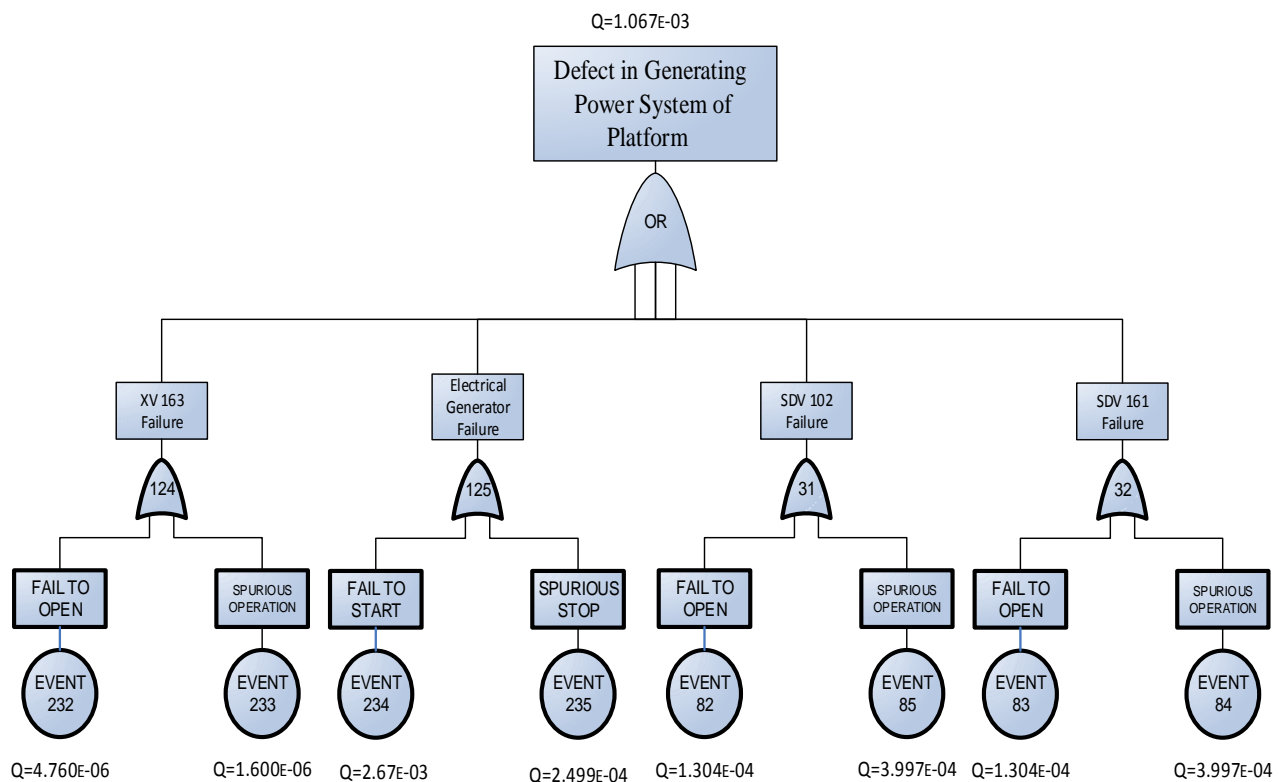 Q=1.067E-03
Defect in Generating
Power System of
Platform
OR
XV 163
Failure
Electrical
Generator
Failure
SDV 102
Failure
SDV 161
Failure
124
125
31
32
FAIL TO
OPEN
SPURIOUS
OPERATION
FAIL TO
START
SPURIOUS
STOP
FAIL TO
OPEN
SPURIOUS
OPERATION
FAIL TO
OPEN
SPURIOUS
OPERATION
EVENT
232
EVENT
233
EVENT
234
EVENT
235
EVENT
82
EVENT
85
EVENT
83
EVENT
84
Q=4.760E-06
Q=1.600E-06
Q=2.67E-03
Q=2.499E-04
Q=1.304E-04
Q=3.997E-04
Q=1.304E-04
Q=3.997E-04